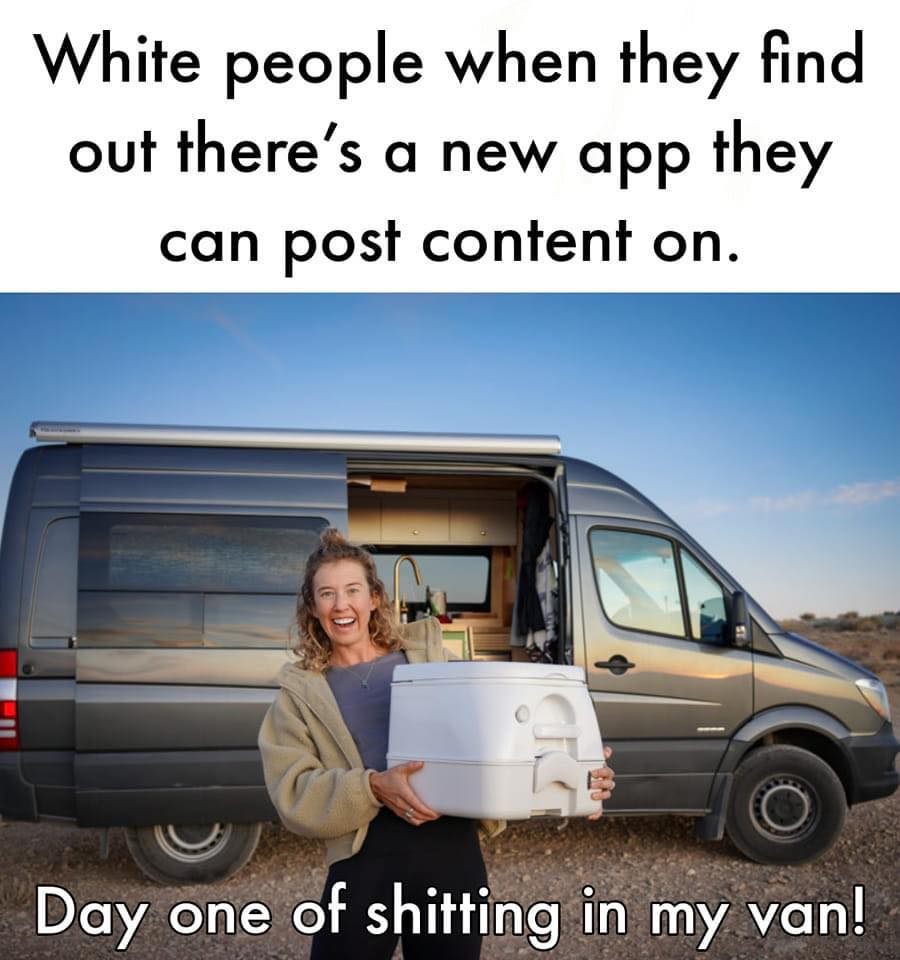 White people when they find
out there’s a new app they
can post content on.
Day one of shitting in my van!